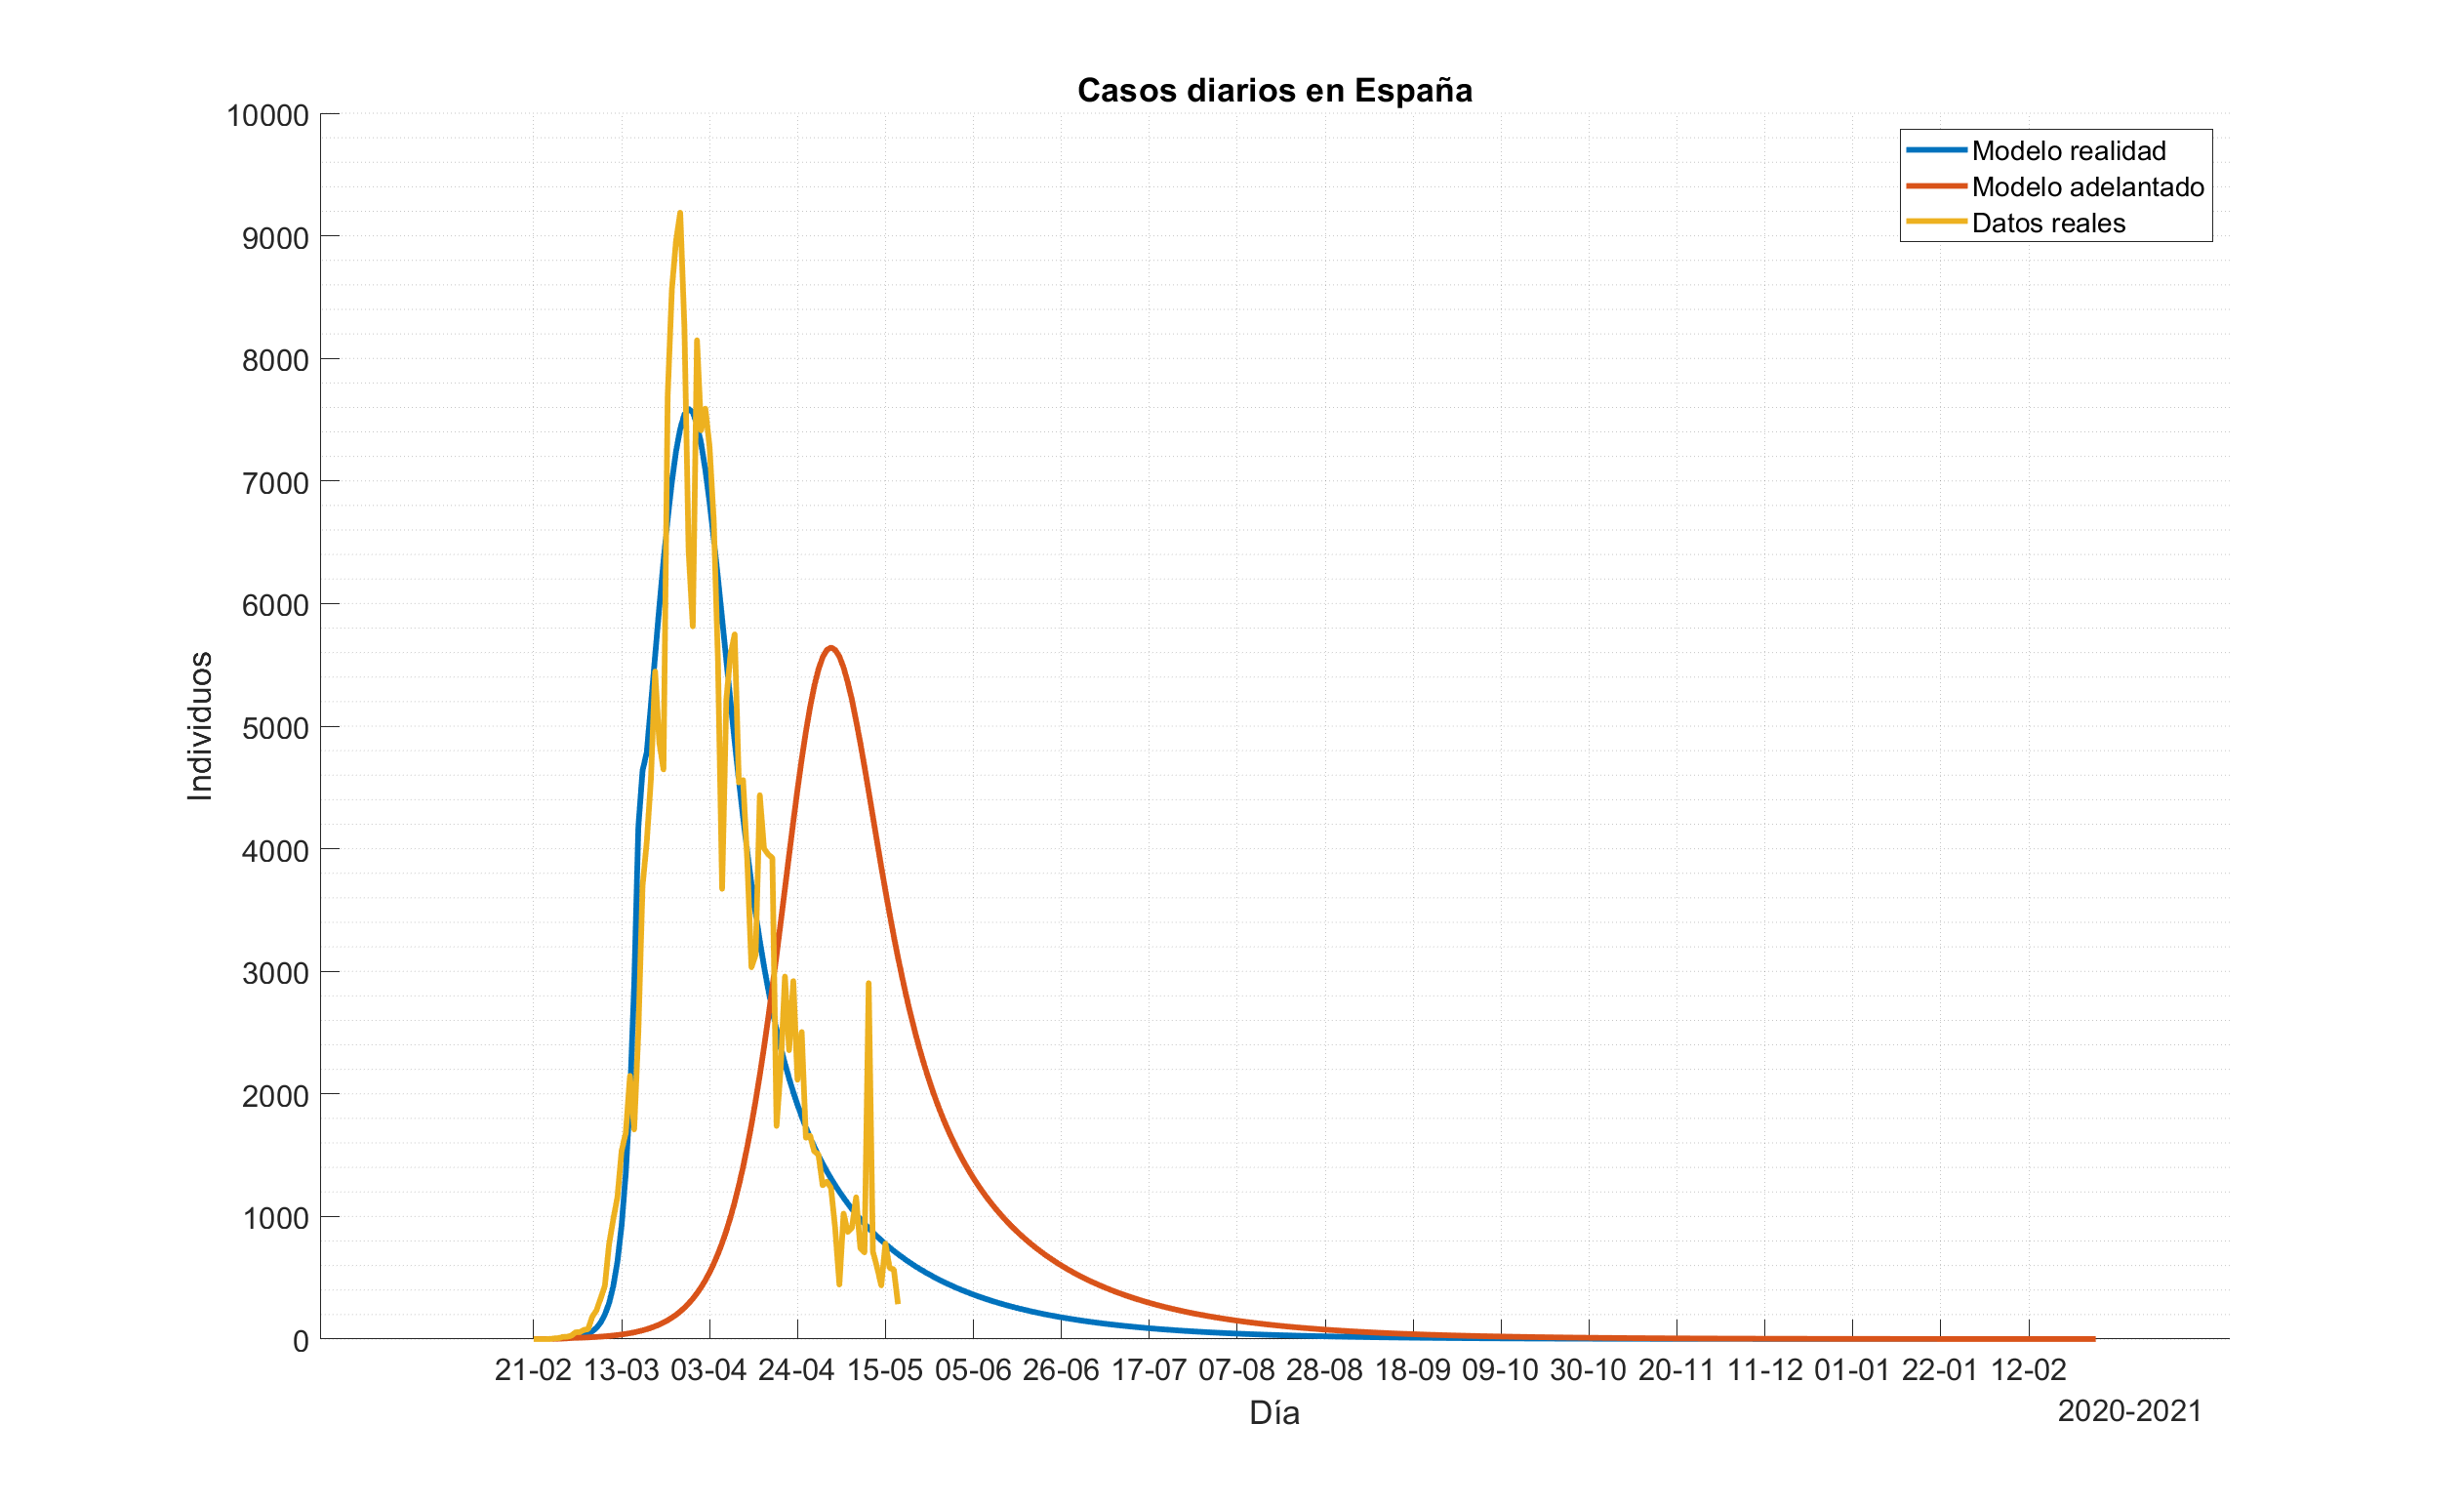 Casos diarios en España
10000
9000
8000
7000
6000
5000
4000
3000
2000
1000
0
Individuos
Modelo realidad
Modelo adelantado
Datos reales
21-02 13-03 03-04 24-04 15-05 05-06 26-06 17-07 07-08 28-08 18-09 09-10 30-10 20-11 11-12 01-01 22-01 12-02
Día
2020-2021